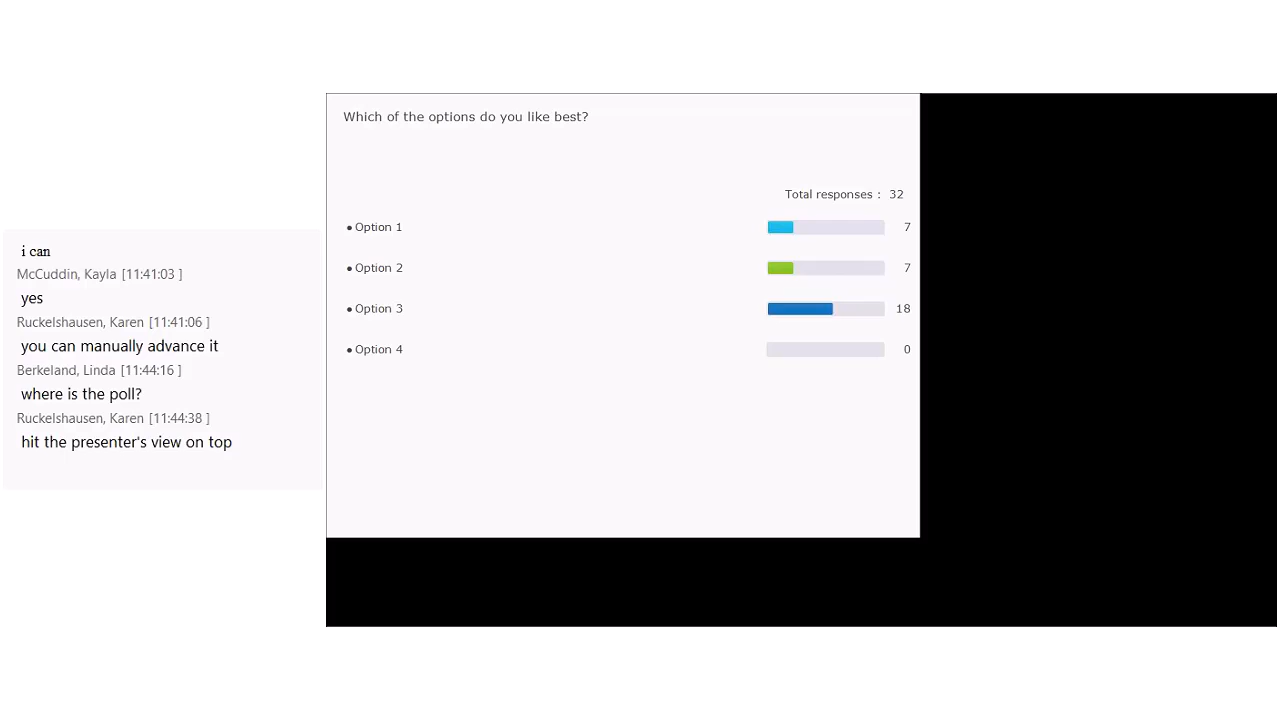 i can
McCuddin, Kayla [11:41:03 ]
yes
Ruckelshausen, Karen [11:41:06 ]
you can manually advance it
Berkeland, Linda [11:44:16 ]
where is the poll?
Ruckelshausen, Karen [11:44:38 ]
hit the presenter's view on top
Which of the options do you like best?
Total responses : 32
• Option 1 7
• Option 2 7
• Option 3 18
• Option 4 0